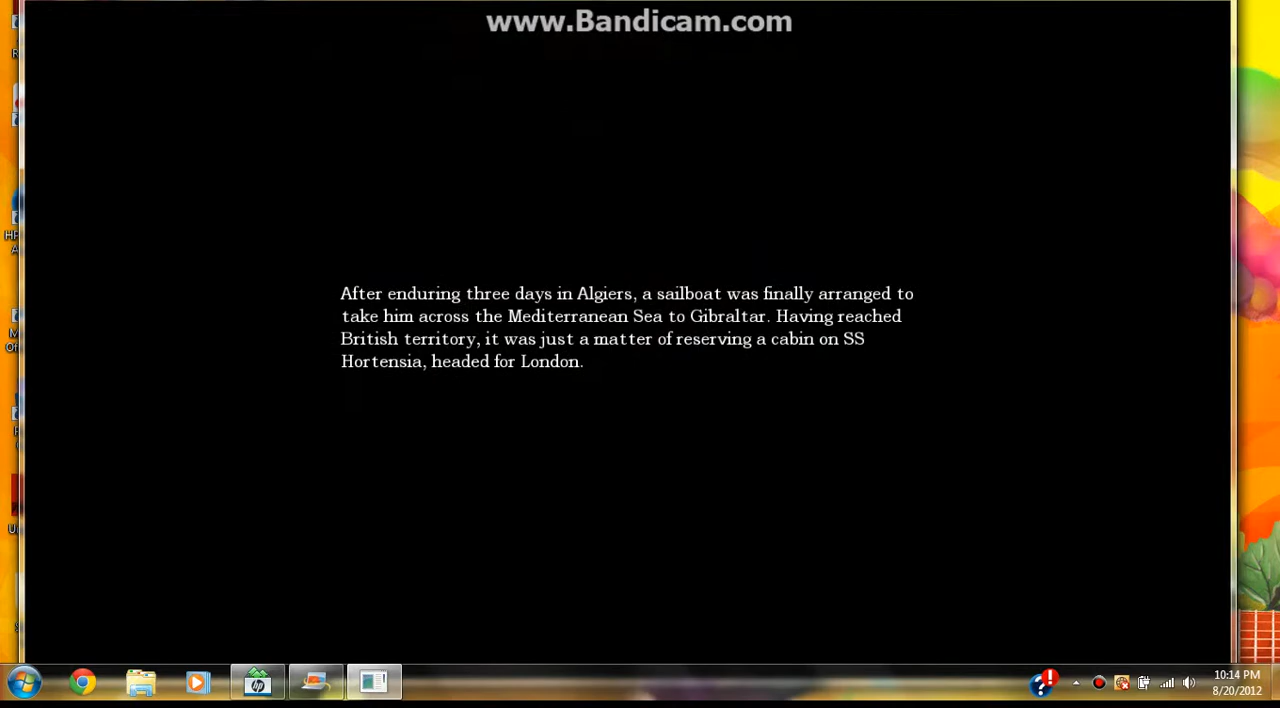 www.Bandicam.com
After enduring three days in Algiers, a sailboat was finally arranged to
take him across the Mediterranean Sea to Gibraltar. Having reached
British territory, it was just a matter of reserving a cabin on SS
Hortensia, headed for London.
hp
10:14 PM
8/20/2012